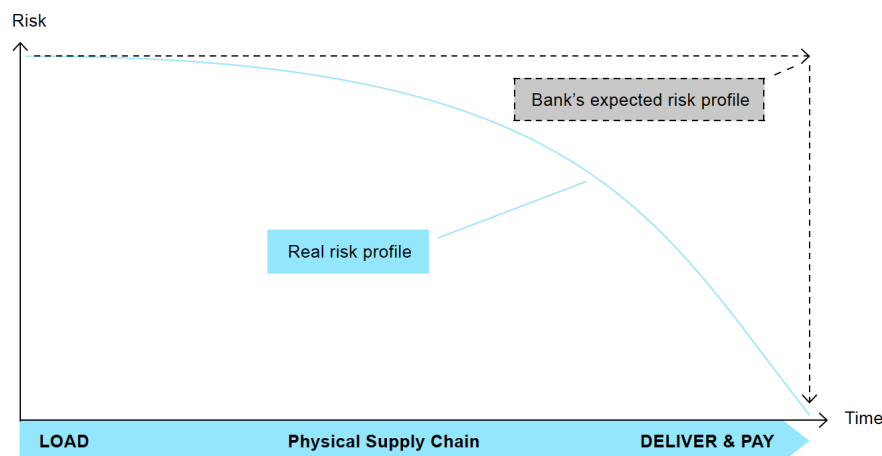 Risk
Bank’s expected risk profile
Real risk profile
Time
LOAD
Physical Supply Chain
DELIVER & PAY